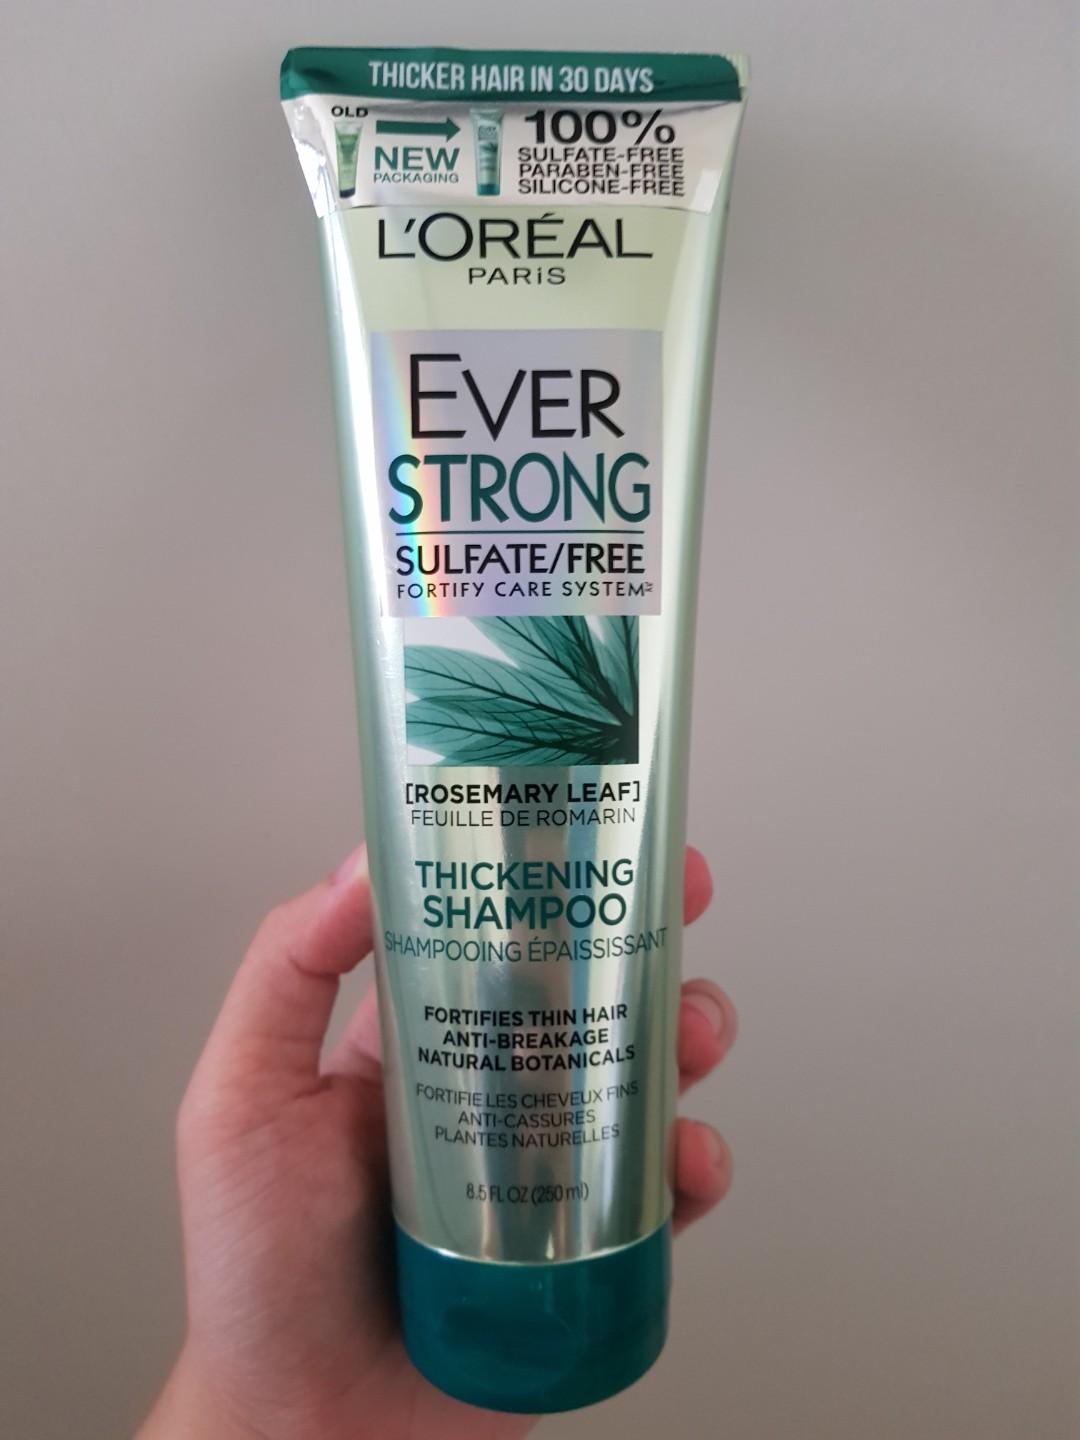 THICKER HAIR IN 30 DAYS
OLD
NEW
PACKAGING
100%
SULFATE-FREE
PARABEN-FREE
SILICONE-FREE
L'ORÉAL
PARiS
EVER
STRONG
SULFATE/FREE
FORTIFY CARE SYSTEM™
[ROSEMARY LEAF]
FEUILLE DE ROMARIN
THICKENING
SHAMPOO
SHAMPOOING ÉPAISSISSANT
FORTIFIES THIN HAIR
ANTI-BREAKAGE
NATURAL BOTANICALS
FORTIFIE LES CHEVEUX FINS
ANTI-CASSURES
PLANTES NATURELLES
8.5 FL OZ (250 ml)